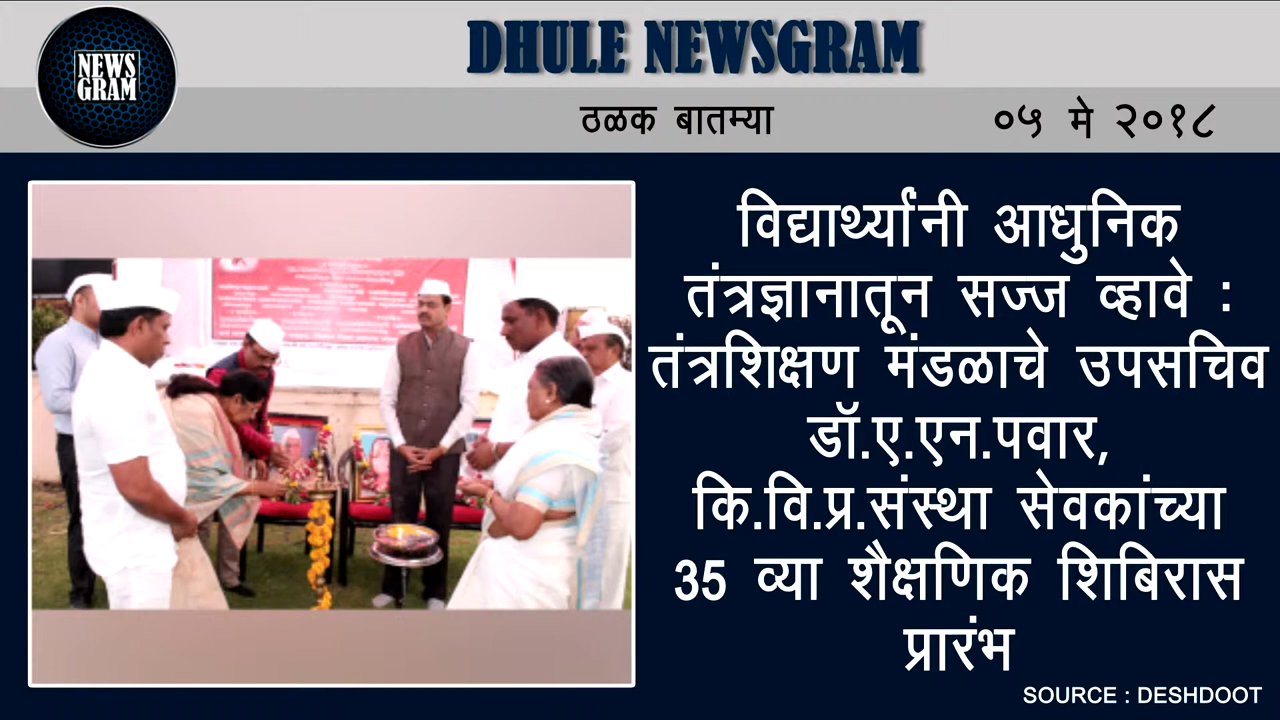 NEWS
GRAM
DHULE NEWSGRAM
ठळक बातम्या
०५ मे २०१८
विद्यार्थ्यांनी आधुनिक
तंत्रज्ञानातून सज्ज व्हावे :
तंत्रशिक्षण मंडळाचे उपसचिव
डॉ.ए.एन.पवार,
कि.वि.प्र.संस्था सेवकांच्या
35 व्या शैक्षणिक शिबिरास
प्रारंभ
SOURCE : DESHDOOT